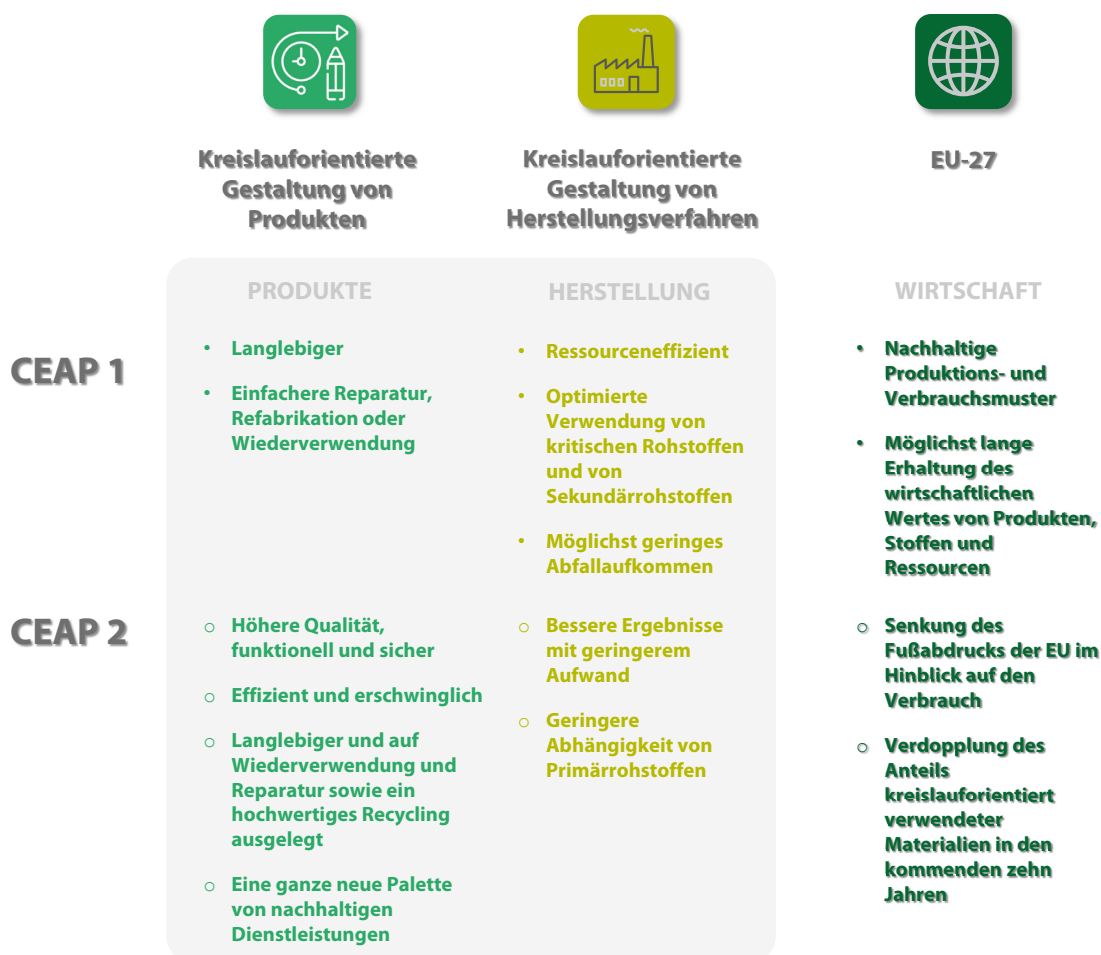 Kreislauforientierte
Gestaltung von
Produkten
Kreislauforientierte
Gestaltung von
Herstellungsverfahren
EU-27
PRODUKTE
HERSTELLUNG
WIRTSCHAFT
CEAP 1
• Langlebiger
• Einfachere Reparatur,
Refabrikation oder
Wiederverwendung
• Ressourceneffizient
• Optimierte
Verwendung von
kritischen Rohstoffen
und von
Sekundärrohstoffen
• Möglichst geringes
Abfallaufkommen
• Nachhaltige
Produktions- und
Verbrauchsmuster
• Möglichst lange
Erhaltung des
wirtschaftlichen
Wertes von Produkten,
Stoffen und
Ressourcen
CEAP 2
o Höhere Qualität,
funktionell und sicher
o Effizient und erschwinglich
o Langlebiger und auf
Wiederverwendung und
Reparatur sowie ein
hochwertiges Recycling
ausgelegt
o Eine ganze neue Palette
von nachhaltigen
Dienstleistungen
o Bessere Ergebnisse
mit geringerem
Aufwand
o Geringere
Abhängigkeit von
Primärrohstoffen
o Senkung des
Fußabdrucks der EU im
Hinblick auf den
Verbrauch
o Verdopplung des
Anteils
kreislauforientiert
verwendeter
Materialien in den
kommenden zehn
Jahren